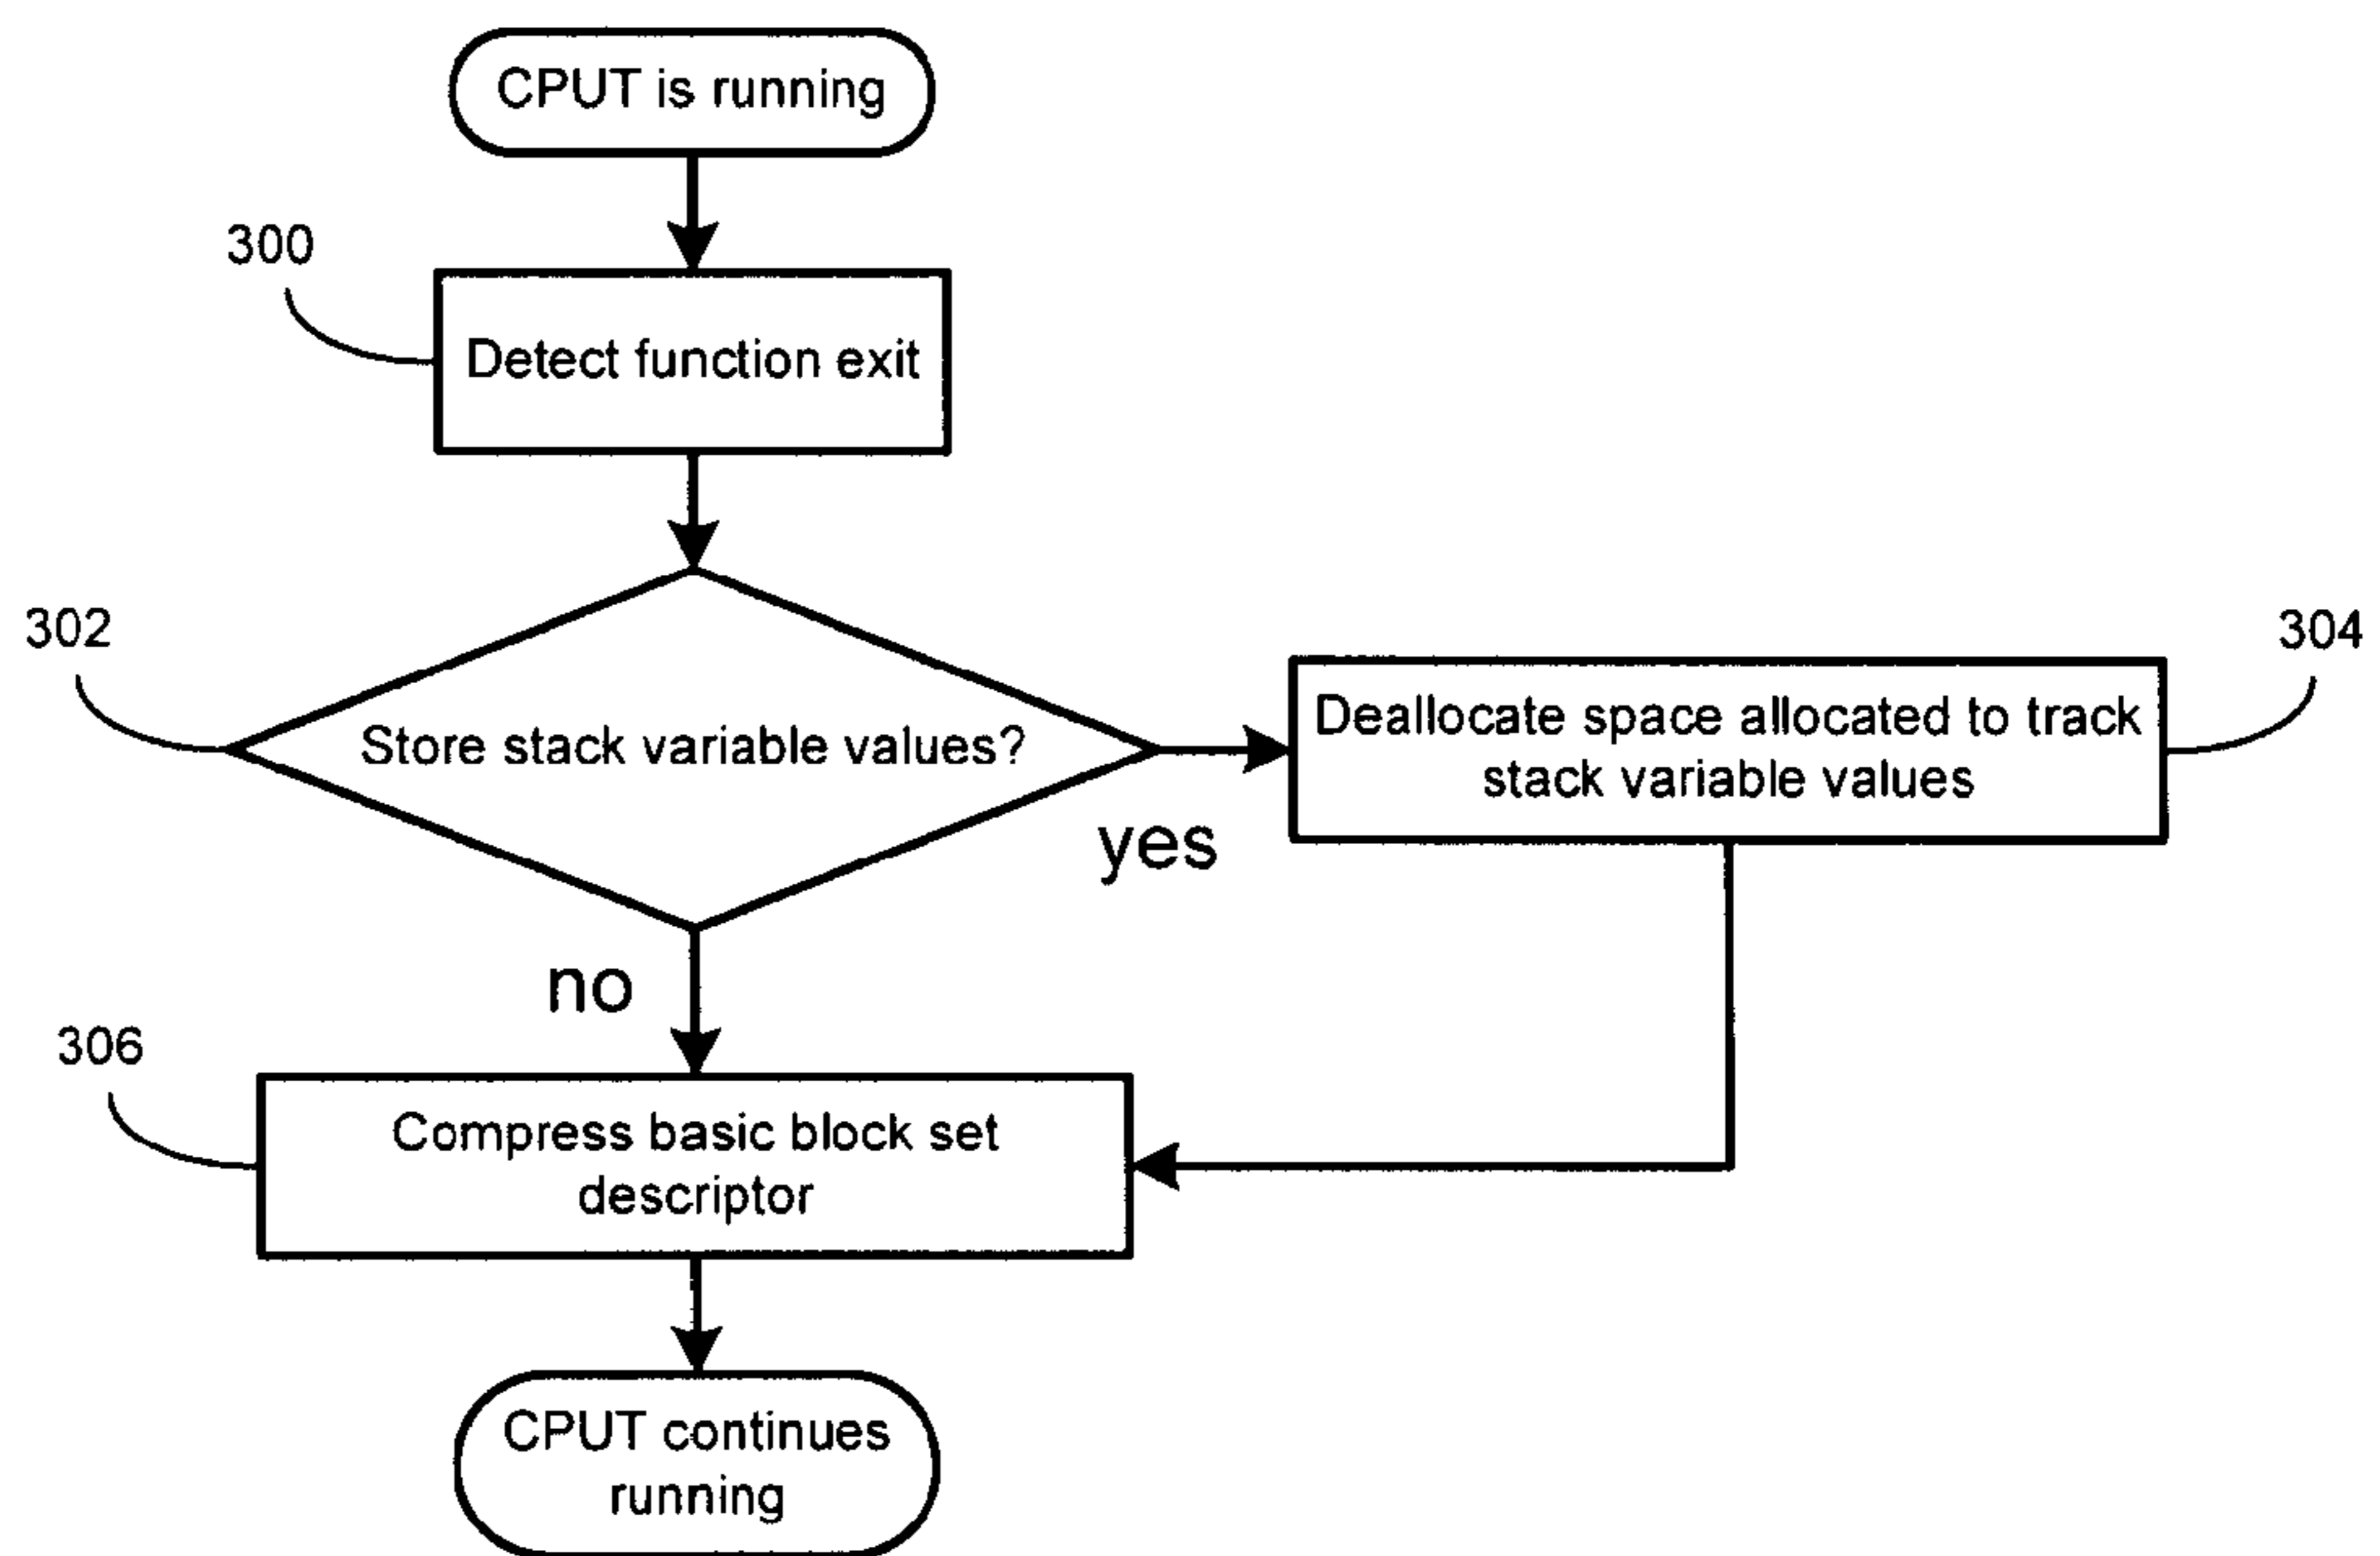 CPUT is running
300
Detect function exit
302
Store stack variable values?
304
Deallocate space allocated to track
stack variable values
yes
no
306
Compress basic block set
descriptor
CPUT continues
running